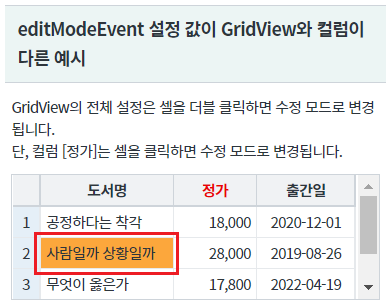 editModeEvent 설정 값이 GridView와 컬럼이
다른 예시
GridView의 전체 설정은 셀을 더블 클릭하면 수정 모드로 변경
됩니다.
단, 컬럼 [정가]는 셀을 클릭하면 수정 모드로 변경됩니다.
도서명 정가 출간일
1 공정하다는 착각 18,000 2020-12-01
2 사람일까 상황일까 28,000 2019-08-26
3 무엇이 옳은가 17,800 2022-04-19